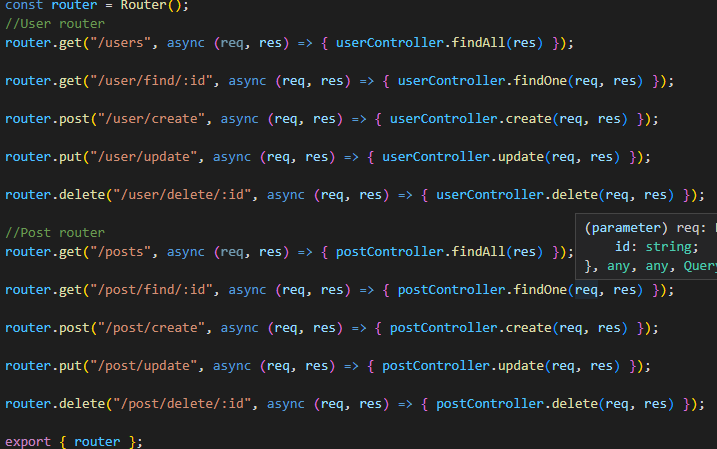 const router = Router();
//User router
router.get("/users", async (req, res) => { userController.findAll(res) });
router.get("/user/find/:id", async (req, res) => { userController.findOne(req, res) });
router.post("/user/create", async (req, res) => { userController.create(req, res) });
router.put("/user/update", async (req, res) => { userController.update(req, res) });
router.delete("/user/delete/:id", async (req, res) => { userController.delete(req, res) });
//Post router
(parameter) req:
router.get("/posts", async (req, res) => { postController.findAll(res) });
id: string;
}, any, any, Query
router.get("/post/find/:id", async (req, res) => { postController.findOne(req, res) });
router.post("/post/create", async (req, res) => { postController.create(req, res) });
router.put("/post/update", async (req, res) => { postController.update(req, res) });
router.delete("/post/delete/:id", async (req, res) => { postController.delete(req, res) });
export { router };